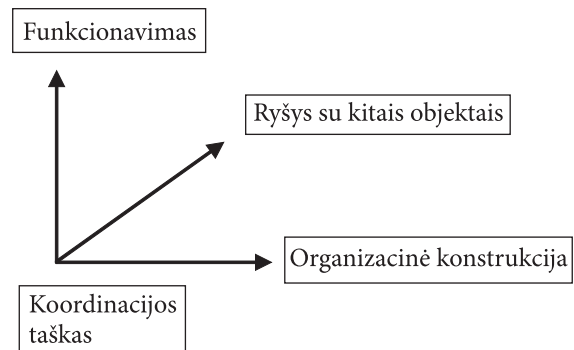 Funkcionavimas
Ryšys su kitais objektais
Organizacinė konstrukcija
Koordinacijos
taškas